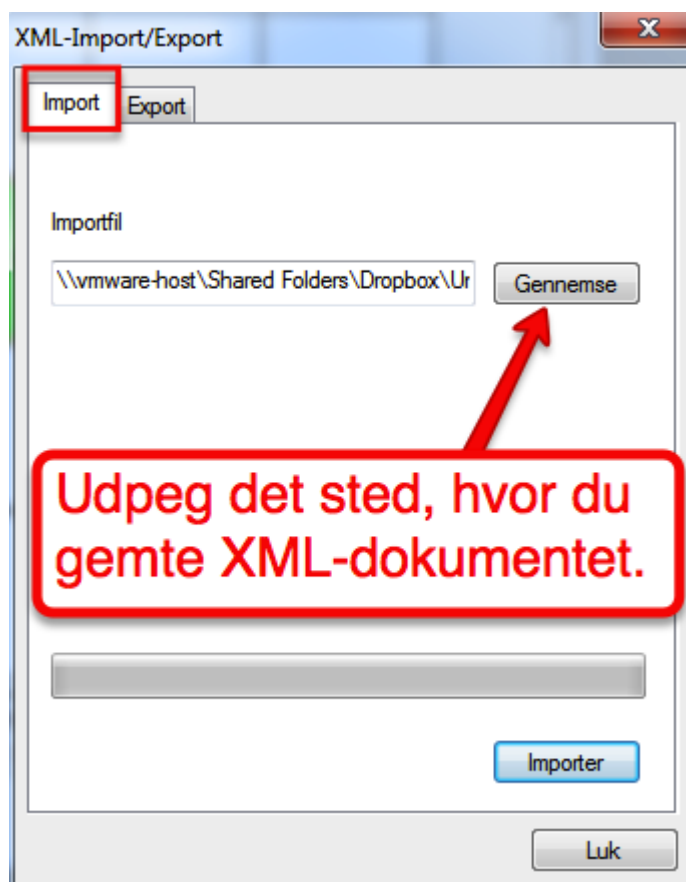 XML-Import/Export
Import
Export
Importfil
\\vmware-host\Shared Folders\Dropbox\Ur
Gennemse
Udpeg det sted, hvor du
gemte XML-dokumentet.
Importer
Luk